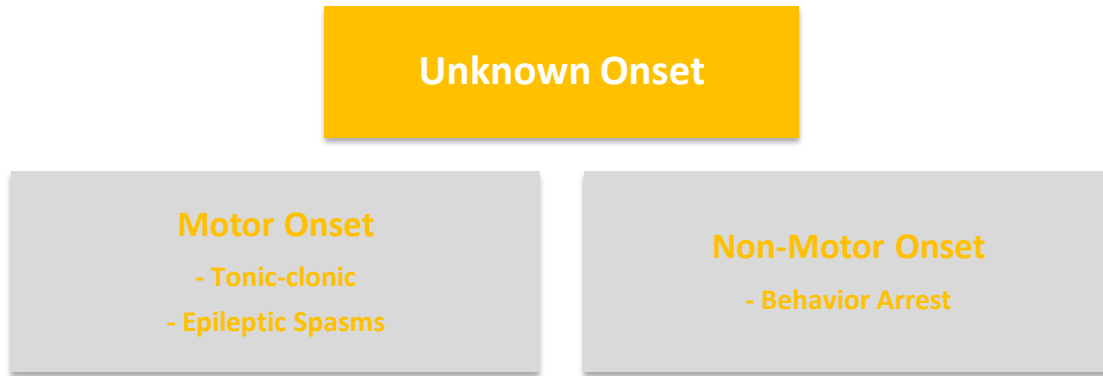 Unknown Onset
Motor Onset
- Tonic-clonic
- Epileptic Spasms
Non-Motor Onset
- Behavior Arrest